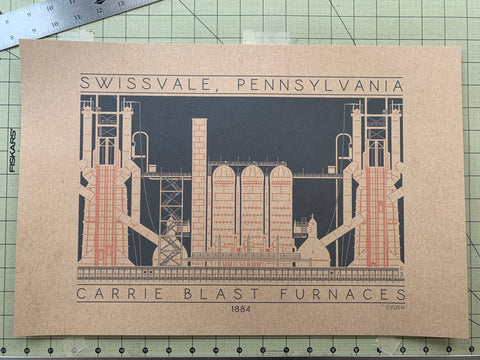 SWISSVALE, PENNSYLVANIA
CARRIE BLAST FURNACES
1884
FISKARS